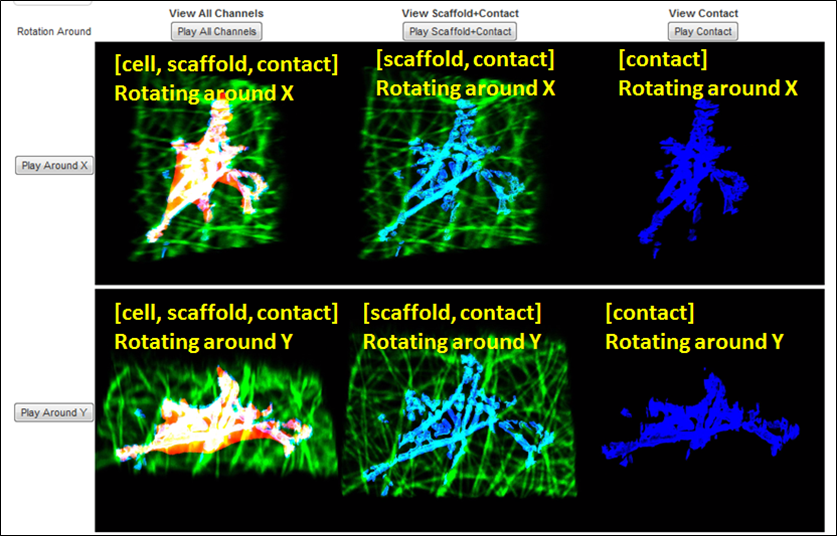 View All Channels
View Scaffold+Contact
View Contact
Rotation Around
Play All Channels
Play Scaffold+Contact
Play Contact
[cell, scaffold, contact]
Rotating around X
[scaffold, contact]
Rotating around X
[contact]
Rotating around X
Play Around X
[cell, scaffold, contact]
Rotating around Y
[scaffold, contact]
Rotating around Y
[contact]
Rotating around Y
Play Around Y